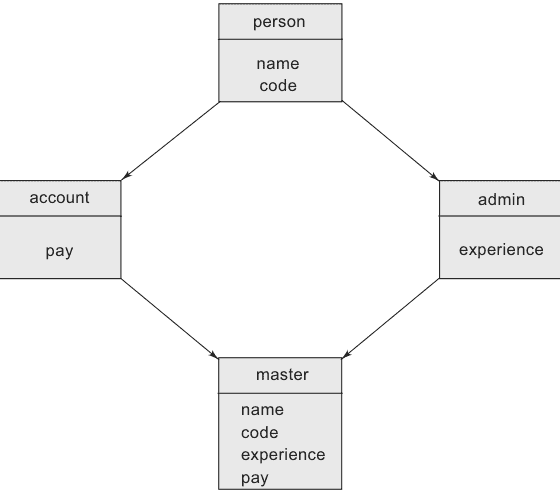 person
name
code
account
pay
admin
experience
master
name
code
experience
pay